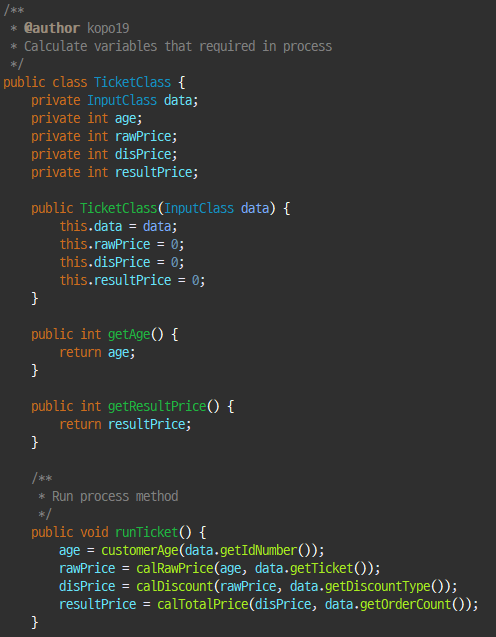 /**
 * @author kopo19
 * Calculate variables that required in process
 */
public class TicketClass {
    private InputClass data;
    private int age;
    private int rawPrice;
    private int disPrice;
    private int resultPrice;

    public TicketClass(InputClass data) {
        this.data = data;
        this.rawPrice = 0;
        this.disPrice = 0;
        this.resultPrice = 0;
    }

    public int getAge() {
        return age;
    }

    public int getResultPrice() {
        return resultPrice;
    }

    /**
     * Run process method
     */
    public void runTicket() {
        age = customerAge(data.getIdNumber());
        rawPrice = calRawPrice(age, data.getTicket());
        disPrice = calDiscount(rawPrice, data.getDiscountType());
        resultPrice = calTotalPrice(disPrice, data.getOrderCount());
    }